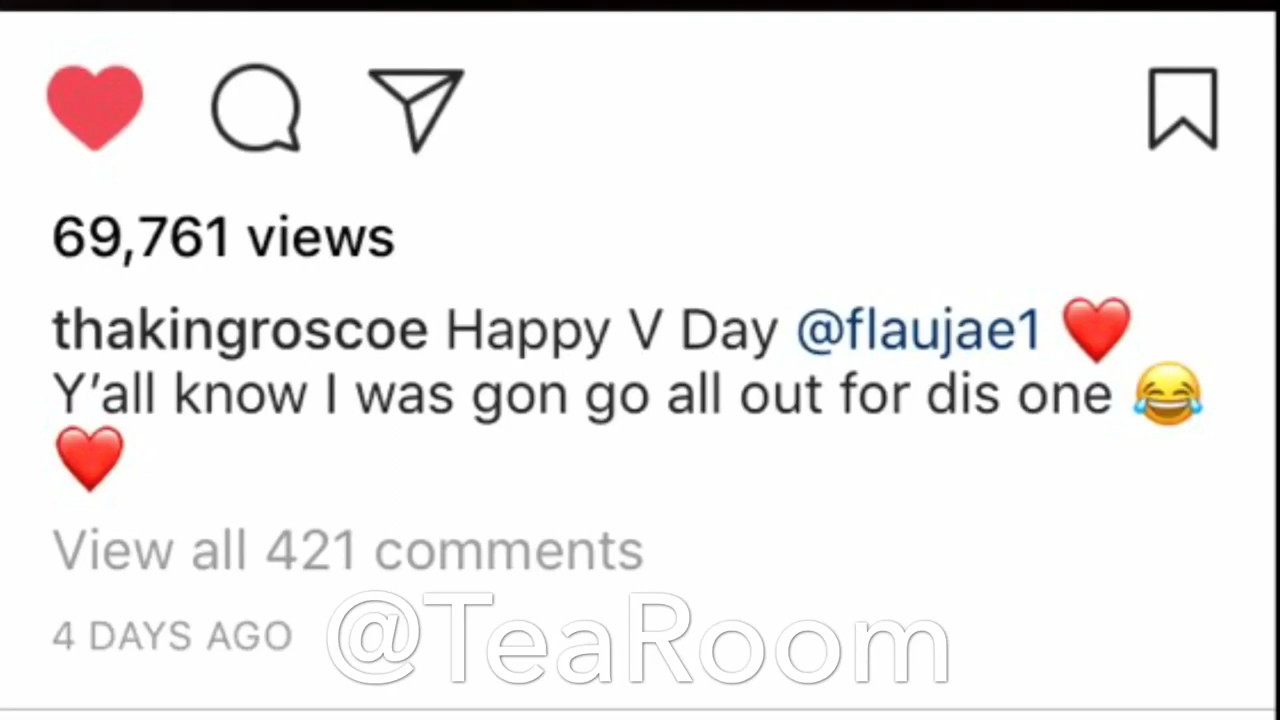 69,761 views
thakingroscoe Happy V Day @flaujae1 ❤️
Y’all know I was gon go all out for dis one 😂
❤️
View all 421 comments
4 DAYS AGO
@TeaRoom